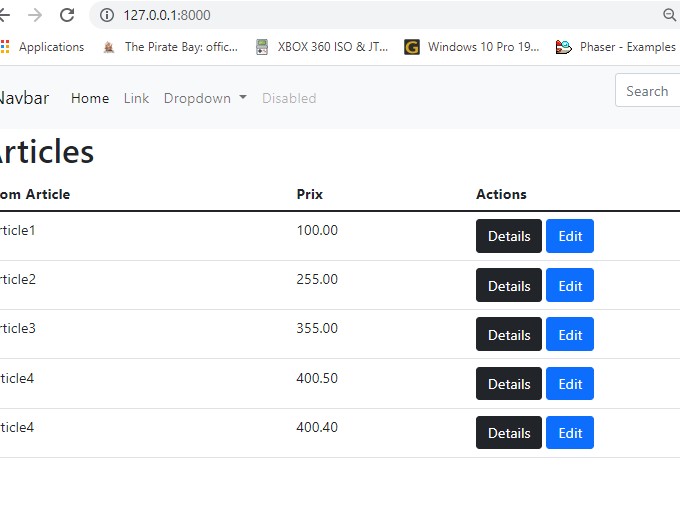 127.0.0.1:8000
Applications The Pirate Bay: offic... XBOX 360 ISO & JT... Windows 10 Pro 19... Phaser - Examples
Navbar Home Link Dropdown Disabled Search
Articles
om Article Prix Actions
rticle1 100.00 Details Edit
rticle2 255.00 Details Edit
rticle3 355.00 Details Edit
ticle4 400.50 Details Edit
ticle4 400.40 Details Edit